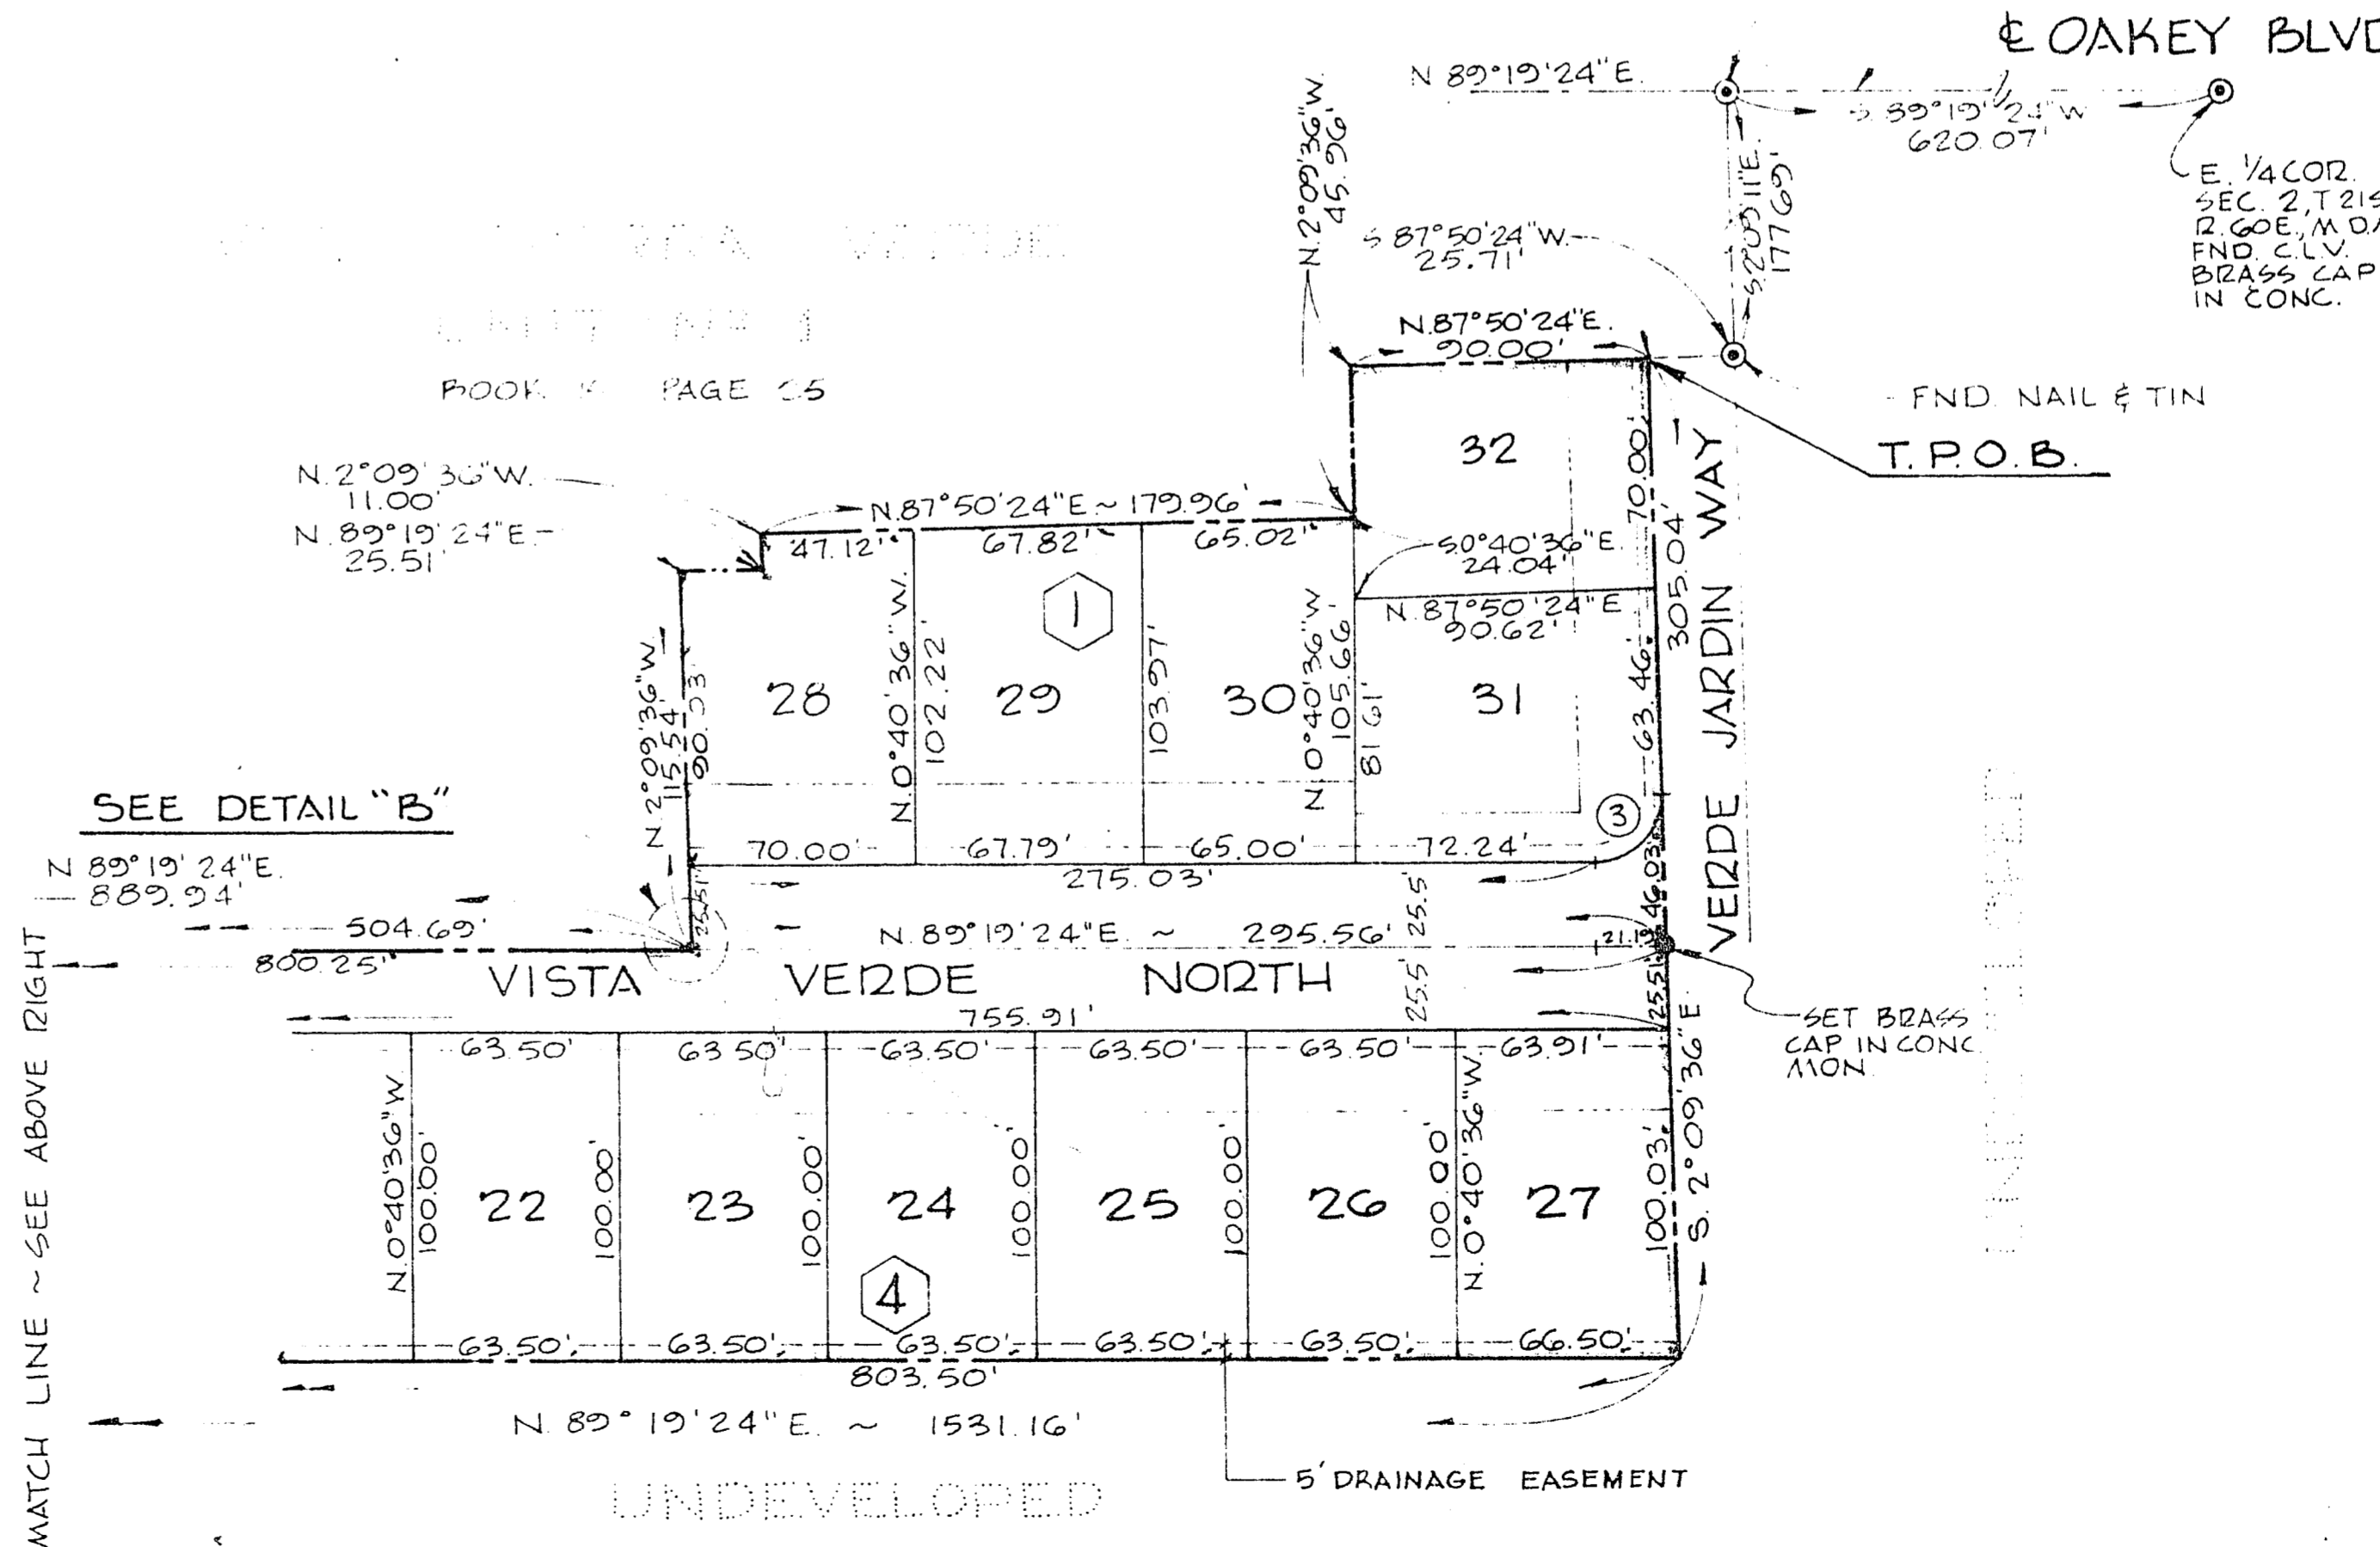 ℄ OAKEY BLVD
N 89°19'24"E.
S 89°19'24"W
620.07'
E. 1/4 COR.
SEC. 2, T 21S
R. 60E., M D.
FND. C.L.V.
BRASS CAP
IN CONC.
177.69'
N. 2°09'36"W.
45.96'
S 87°50'24"W.
25.71'
N. 87°50'24"E.
90.00'
FND. NAIL & TIN
T. P. O. B.
BOOK PAGE
N. 2°09'36"W.
11.00'
N. 89°19'24"E.
25.51'
N. 87°50'24"E ~ 179.96'
47.12'
67.82'
65.02'
S.0°40'36"E.
24.04'
N. 87°50'24"E
90.62'
32
70.00'
305.04'
VERDE JARDIN WAY
63.46'
1
28
29
30
31
N. 2°09'36"W.
115.54'
90.03'
N. 0°40'36"W.
102.22'
103.97'
N. 0°40'36"W
105.66'
81.61'
3
SEE DETAIL "B"
N 89°19'24"E.
889.94'
70.00'
67.79'
65.00'
72.24'
275.03'
25.51'
46.03'
504.69'
N. 89°19'24"E. ~ 295.56'
25.5'
21.19
800.25'
VISTA VERDE NORTH
25.5'
25.51'
755.91'
SET BRASS
CAP IN CONC.
MON.
63.50'
63.50'
63.50'
63.50'
63.50'
63.91'
N. 0°40'36"W.
100.00'
22
100.00'
23
100.00'
24
100.00'
25
100.00'
26
100.00'
N. 0°40'36"W.
27
100.03'
S. 2°09'36"E
4
63.50'
63.50'
63.50'
63.50'
63.50'
66.50'
803.50'
N. 89°19'24"E. ~ 1531.16'
5' DRAINAGE EASEMENT
UNDEVELOPED
MATCH LINE ~ SEE ABOVE RIGHT